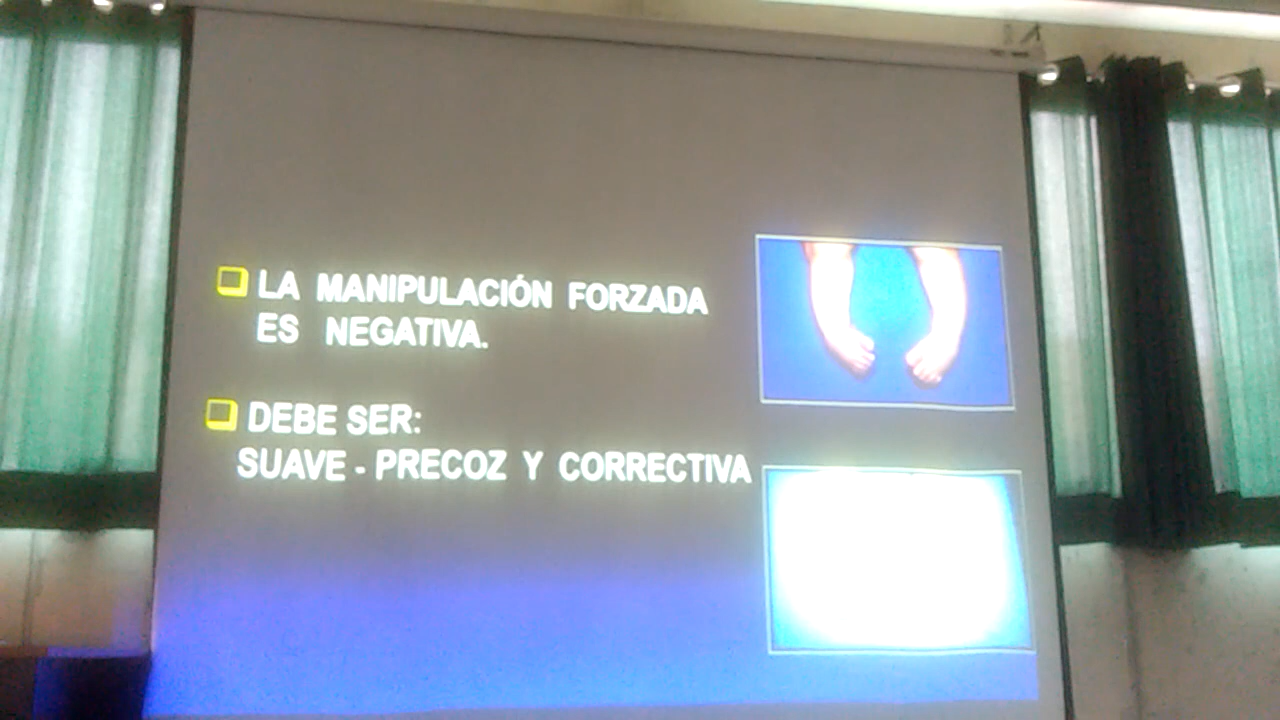 LA MANIPULACIÓN FORZADA
ES NEGATIVA.
DEBE SER:
SUAVE - PRECOZ Y CORRECTIVA